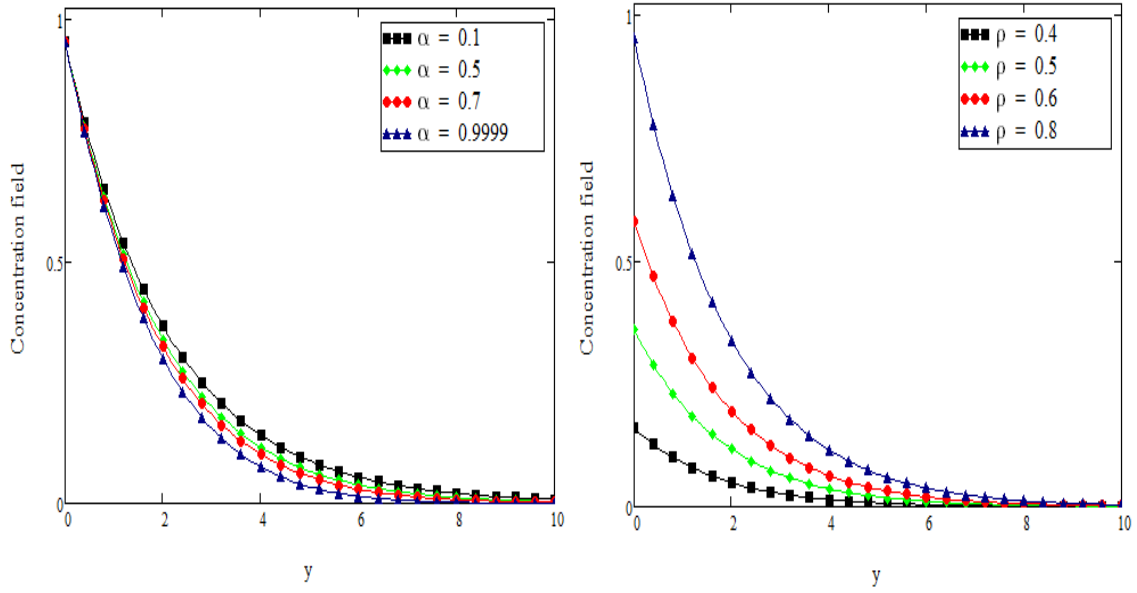 1
0.5
0
0
2
4
6
8
10
Concentration field
y
α = 0.1
α = 0.5
α = 0.7
α = 0.9999
1
0.5
0
0
2
4
6
8
10
Concentration field
y
ρ = 0.4
ρ = 0.5
ρ = 0.6
ρ = 0.8